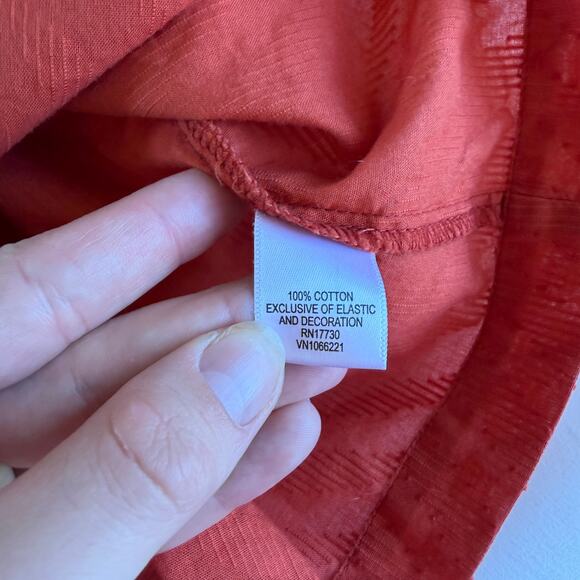 100% COTTON
EXCLUSIVE OF ELASTIC
AND DECORATION
RN17730
VN1066221